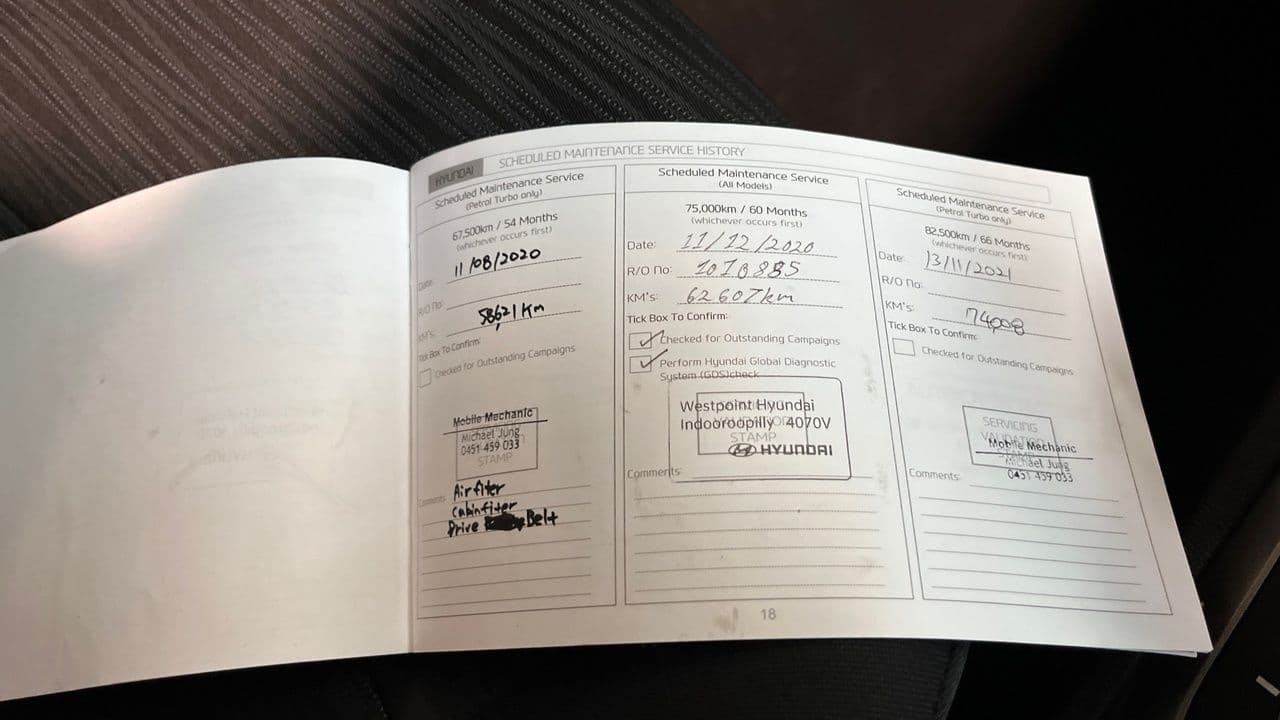 HYUNDAI
SCHEDULED MAINTENANCE SERVICE HISTORY
Scheduled Maintenance Service
(Petrol Turbo only)
67,500km / 54 Months
(whichever occurs first)
Date: 11/08/2020
R/O no:
KM's: 58621 Km
Tick Box To Confirm:
Checked for Outstanding Campaigns
Mobile Mechanic
Michael Jung
0451 459 033
STAMP
Comments: Air fiter
Cabin fiter
Drive Belt
Scheduled Maintenance Service
(All Models)
75,000km / 60 Months
(whichever occurs first)
Date: 11/12/2020
R/O no: 1010885
KM's: 62607km
Tick Box To Confirm:
Checked for Outstanding Campaigns
Perform Hyundai Global Diagnostic
System (GDS)check
Westpoint Hyundai
Indooroopilly 4070V
STAMP
HYUNDAI
Comments:
Scheduled Maintenance Service
(Petrol Turbo only)
82,500km / 66 Months
(whichever occurs first)
Date: 13/11/2021
R/O no:
KM's: 74008
Tick Box To Confirm:
Checked for Outstanding Campaigns
SERVICING
VALIDATION
STAMP
Mobile Mechanic
Michael Jung
0451 459 033
Comments:
18